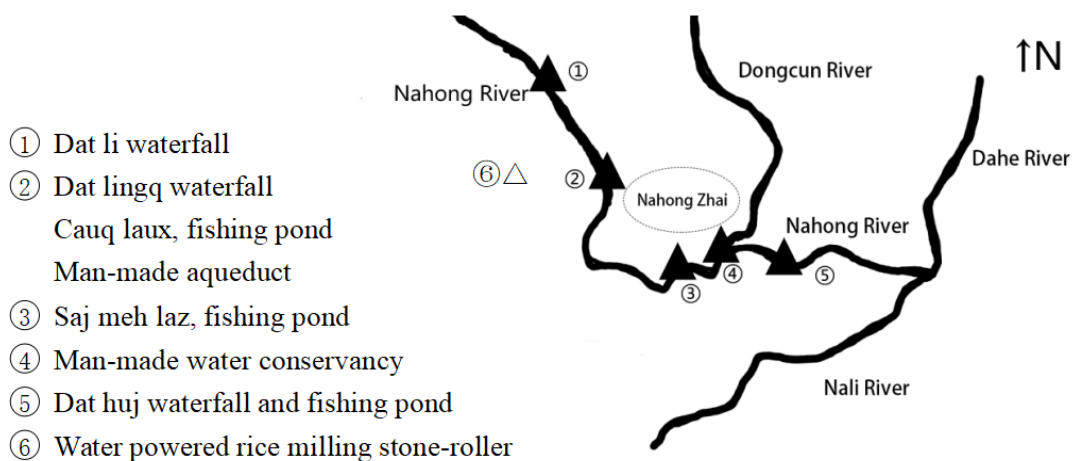 ① Dat li waterfall
② Dat lingq waterfall
Cauq laux, fishing pond
Man-made aqueduct
③ Saj meh laz, fishing pond
④ Man-made water conservancy
⑤ Dat huj waterfall and fishing pond
⑥ Water powered rice milling stone-roller
↑N
①
Dongcun River
Nahong River
Dahe River
⑥△
②
Nahong Zhai
Nahong River
④
⑤
③
Nali River